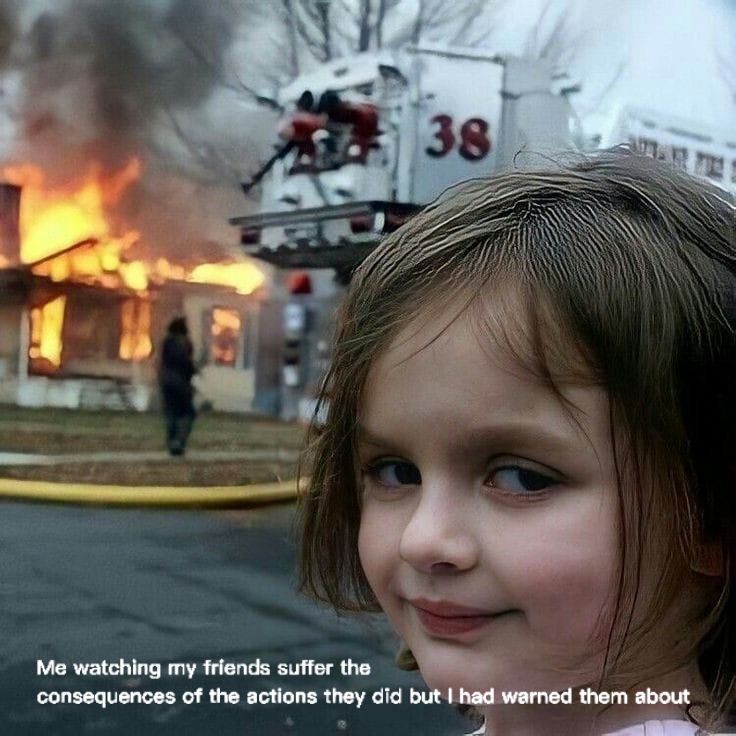 38
Me watching my friends suffer the
consequences of the actions they did but I had warned them about